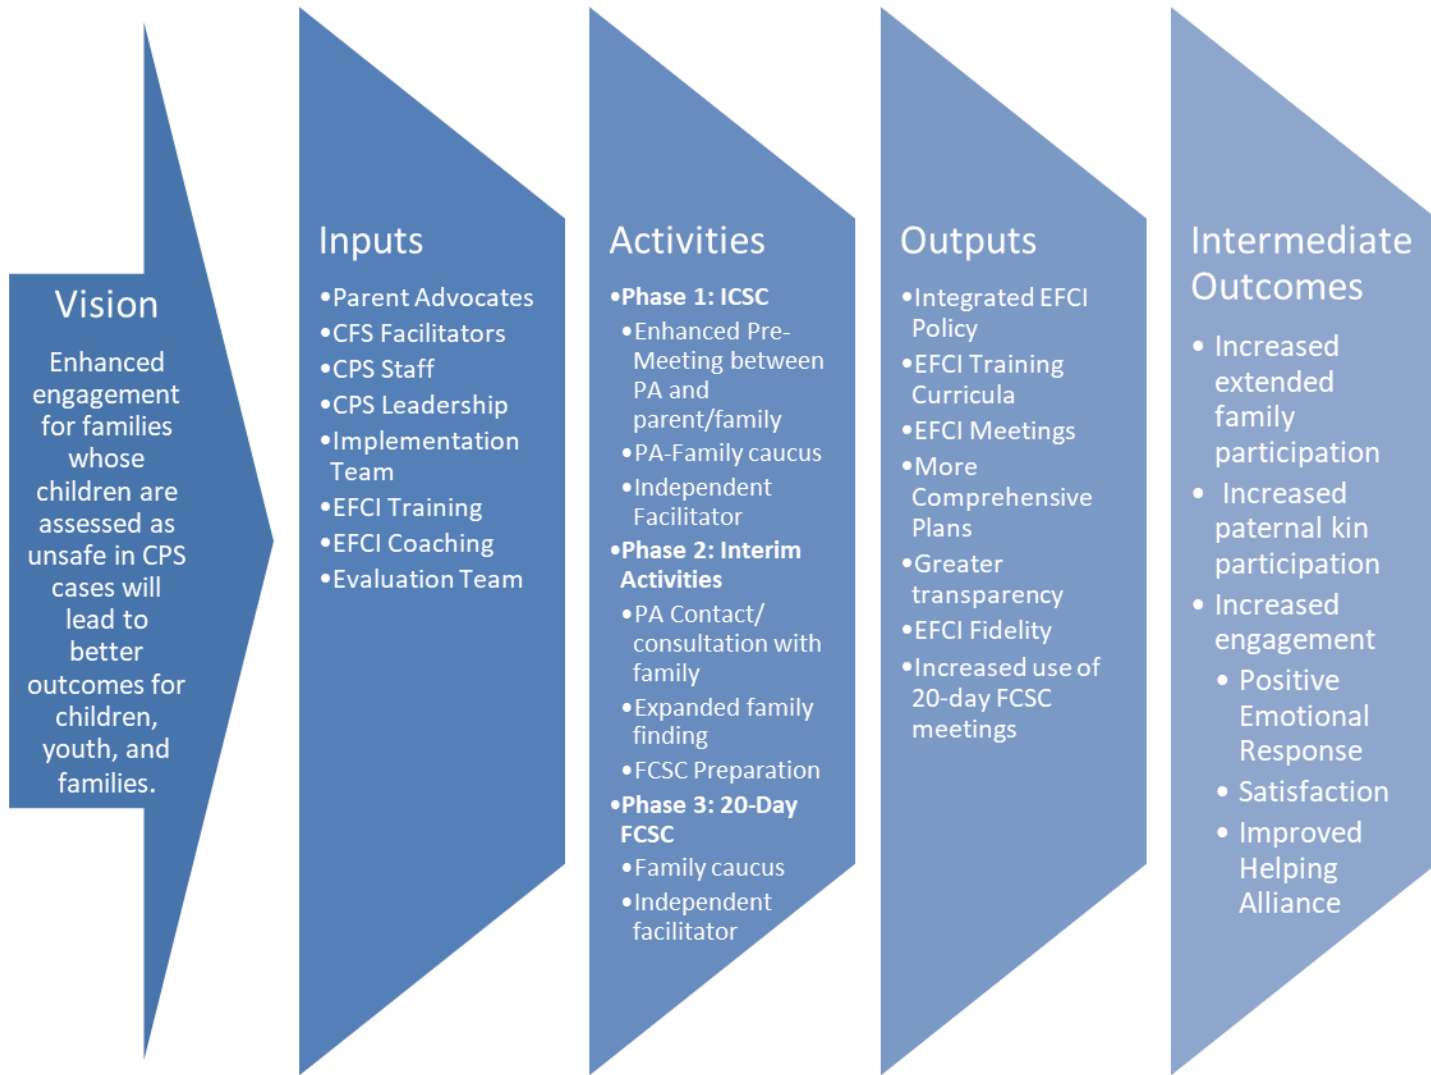 Vision
Enhanced
engagement
for families
whose
children are
assessed as
unsafe in CPS
cases will
lead to
better
outcomes for
children,
youth, and
families.
Inputs
•Parent Advocates
•CFS Facilitators
•CPS Staff
•CPS Leadership
•Implementation
Team
•EFCI Training
•EFCI Coaching
•Evaluation Team
Activities
•Phase 1: ICSC
•Enhanced Pre-
Meeting between
PA and
parent/family
•PA-Family caucus
•Independent
Facilitator
•Phase 2: Interim
Activities
•PA Contact/
consultation with
family
•Expanded family
finding
•FCSC Preparation
•Phase 3: 20-Day
FCSC
•Family caucus
•Independent
facilitator
Outputs
•Integrated EFCI
Policy
•EFCI Training
Curricula
•EFCI Meetings
•More
Comprehensive
Plans
•Greater
transparency
•EFCI Fidelity
•Increased use of
20-day FCSC
meetings
Intermediate
Outcomes
• Increased
extended
family
participation
• Increased
paternal kin
participation
• Increased
engagement
• Positive
Emotional
Response
• Satisfaction
• Improved
Helping
Alliance